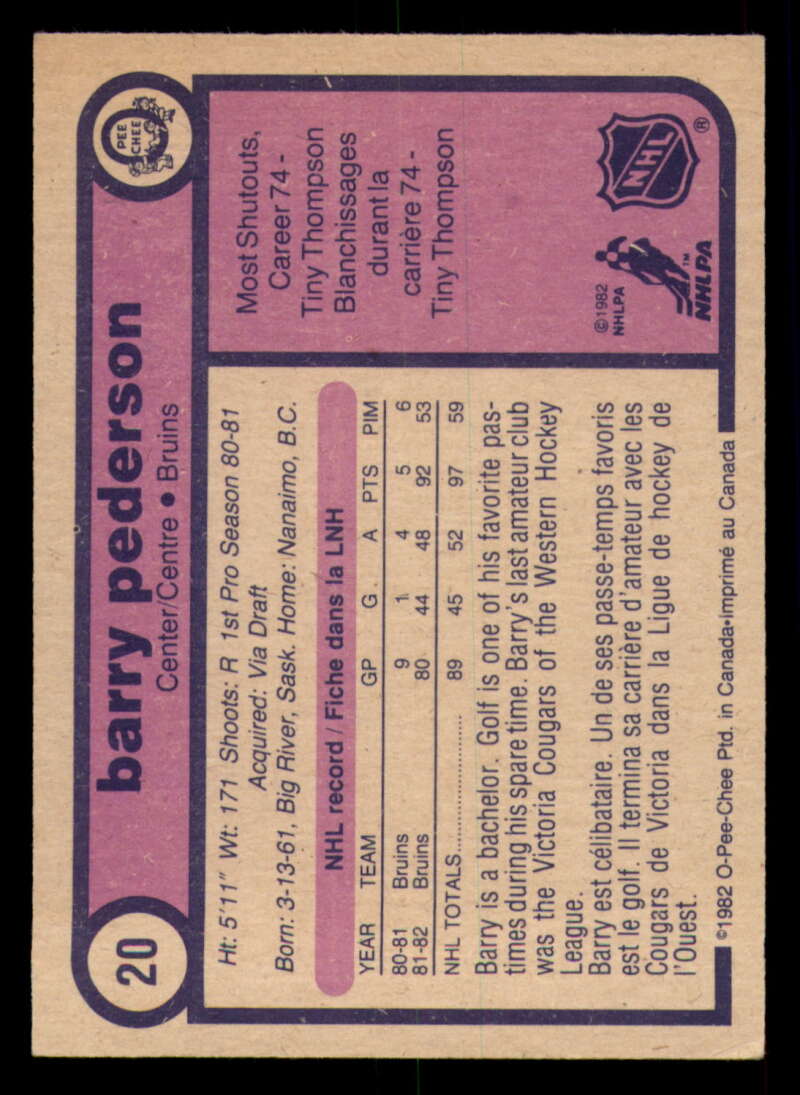 20
barry pederson
Center/Centre • Bruins
O
PEE
CHEE
Ht: 5'11" Wt: 171 Shoots: R 1st Pro Season 80-81
Acquired: Via Draft
Born: 3-13-61, Big River, Sask. Home: Nanaimo, B.C.
NHL record / Fiche dans la LNH
YEAR TEAM GP G A PTS PIM
80-81 Bruins 9 1 4 5 6
81-82 Bruins 80 44 48 92 53
NHL TOTALS.................... 89 45 52 97 59
Barry is a bachelor. Golf is one of his favorite pas-
times during his spare time. Barry's last amateur club
was the Victoria Cougars of the Western Hockey
League.
Barry est célibataire. Un de ses passe-temps favoris
est le golf. Il termina sa carrière d'amateur avec les
Cougars de Victoria dans la Ligue de hockey de
l'Ouest.
©1982 O-Pee-Chee Ptd. in Canada•Imprimé au Canada
Most Shutouts,
Career 74 -
Tiny Thompson
Blanchissages
durant la
carrière 74 -
Tiny Thompson
©1982
NHLPA
TM
NHLPA
NHL
®